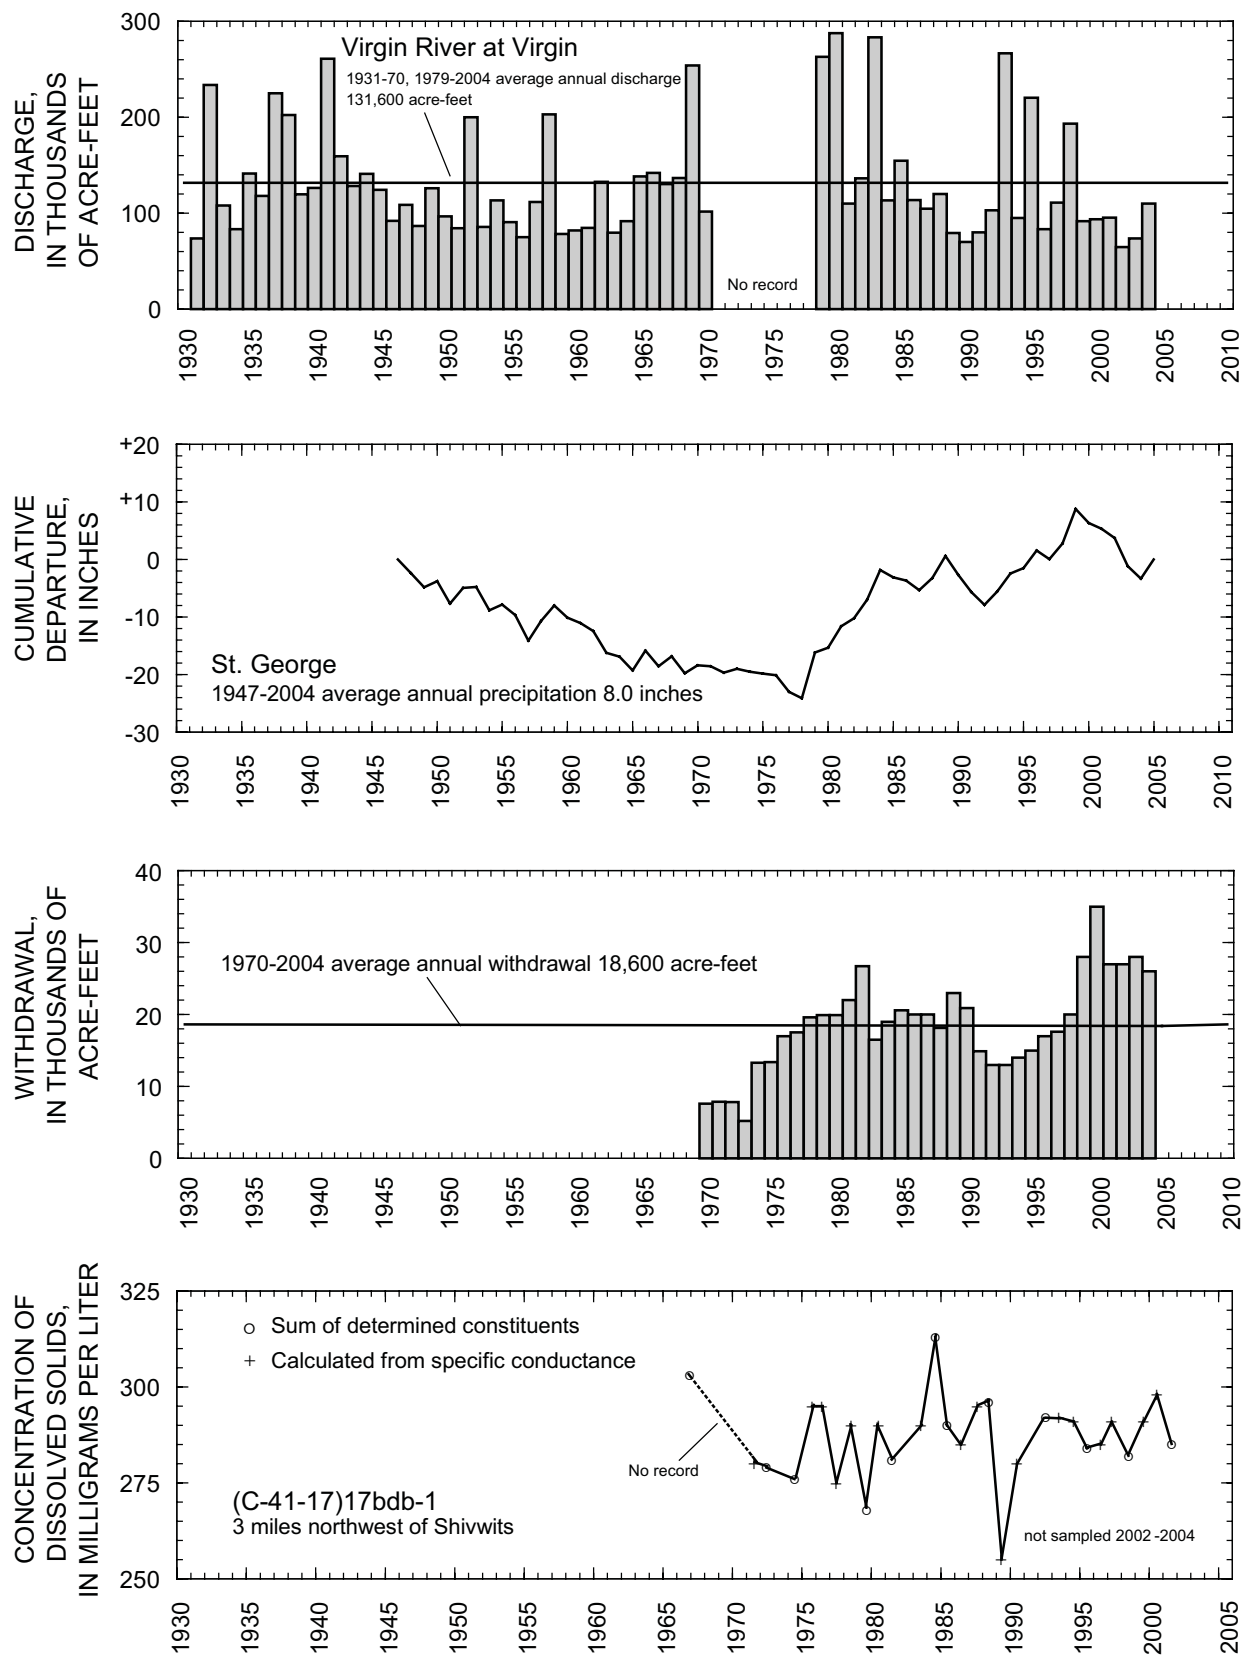 DISCHARGE,
IN THOUSANDS
OF ACRE-FEET
300
200
100
0
Virgin River at Virgin
1931-70, 1979-2004 average annual discharge
131,600 acre-feet
No record
1930 1935 1940 1945 1950 1955 1960 1965 1970 1975 1980 1985 1990 1995 2000 2005 2010
CUMULATIVE
DEPARTURE,
IN INCHES
+20
+10
0
-10
-20
-30
St. George
1947-2004 average annual precipitation 8.0 inches
1930 1935 1940 1945 1950 1955 1960 1965 1970 1975 1980 1985 1990 1995 2000 2005 2010
WITHDRAWAL,
IN THOUSANDS OF
ACRE-FEET
40
30
20
10
0
1970-2004 average annual withdrawal 18,600 acre-feet
1930 1935 1940 1945 1950 1955 1960 1965 1970 1975 1980 1985 1990 1995 2000 2005 2010
CONCENTRATION OF
DISSOLVED SOLIDS,
IN MILLIGRAMS PER LITER
325
300
275
250
o Sum of determined constituents
+ Calculated from specific conductance
No record
(C-41-17)17bdb-1
3 miles northwest of Shivwits
not sampled 2002-2004
1930 1935 1940 1945 1950 1955 1960 1965 1970 1975 1980 1985 1990 1995 2000 2005